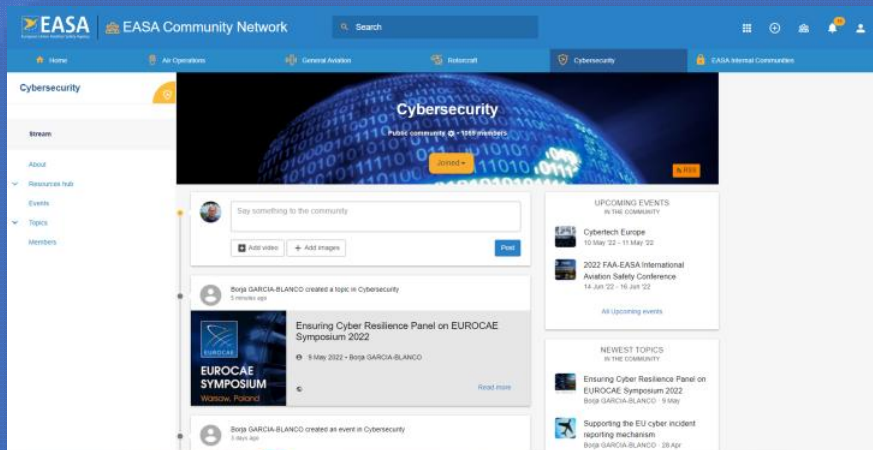 EASA
European Union Aviation Safety Agency
EASA Community Network
Search
Home
Air Operations
General Aviation
Rotorcraft
Cybersecurity
EASA Internal Communities
Cybersecurity
Stream
About
Resources hub
Events
Topics
Members
Cybersecurity
Public community
1069 members
Joined
RSS
Say something to the community
Add video
+ Add images
Post
Borja GARCIA-BLANCO created a topic in Cybersecurity
5 minutes ago
EUROCAE
EUROCAE
SYMPOSIUM
Warsaw, Poland
Ensuring Cyber Resilience Panel on EUROCAE
Symposium 2022
9 May 2022 • Borja GARCIA-BLANCO
Read more
Borja GARCIA-BLANCO created an event in Cybersecurity
3 days ago
UPCOMING EVENTS
IN THE COMMUNITY
Cybertech Europe
10 May '22 - 11 May '22
2022 FAA-EASA International
Aviation Safety Conference
14 Jun '22 - 16 Jun '22
All Upcoming events
NEWEST TOPICS
IN THE COMMUNITY
Ensuring Cyber Resilience Panel on
EUROCAE Symposium 2022
Borja GARCIA-BLANCO · 9 May
Supporting the EU cyber incident
reporting mechanism
Borja GARCIA-BLANCO · 28 Apr